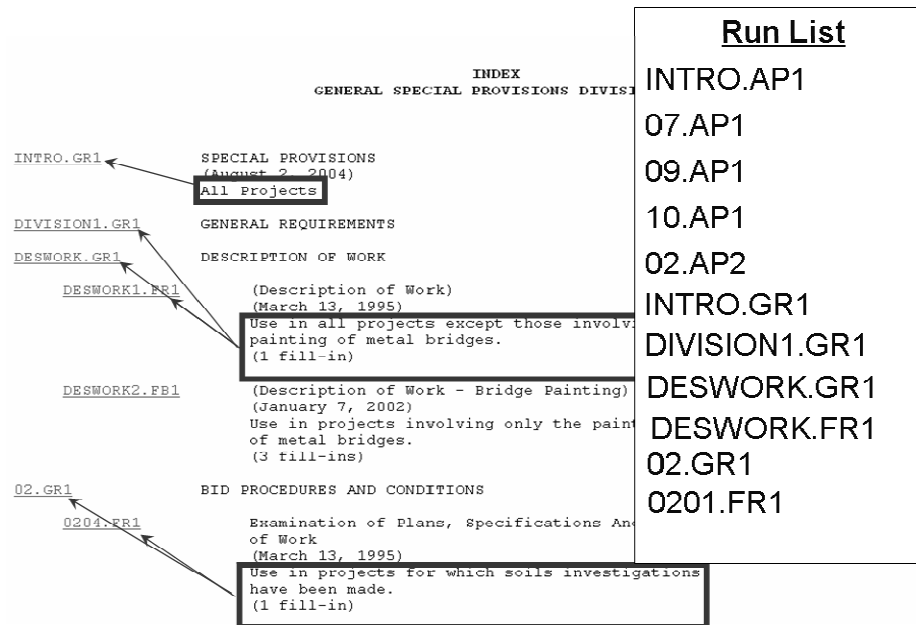 INDEX
GENERAL SPECIAL PROVISIONS
INTRO.GR1 SPECIAL PROVISIONS
(August 2, 2004)
All Projects
DIVISION1.GR1 GENERAL REQUIREMENTS
DESWORK.GR1 DESCRIPTION OF WORK
DESWORK1.FR1 (Description of Work)
(March 13, 1995)
Use in all projects except those
painting of metal bridges.
(1 fill-in)
DESWORK2.FB1 (Description of Work - Bridge Painting)
(January 7, 2002)
Use in projects involving only the
of metal bridges.
(3 fill-ins)
02.GR1 BID PROCEDURES AND CONDITIONS
0204.FR1 Examination of Plans, Specifications
of Work
(March 13, 1995)
Use in projects for which soils investigations
have been made.
(1 fill-in)
Run List
INTRO.AP1
07.AP1
09.AP1
10.AP1
02.AP2
INTRO.GR1
DIVISION1.GR1
DESWORK.GR1
DESWORK.FR1
02.GR1
0201.FR1